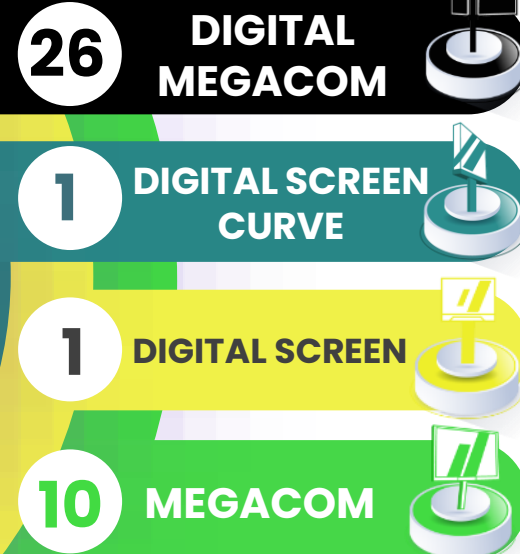 26
DIGITAL
MEGACOM
1
DIGITAL SCREEN
CURVE
1
DIGITAL SCREEN
10
MEGACOM